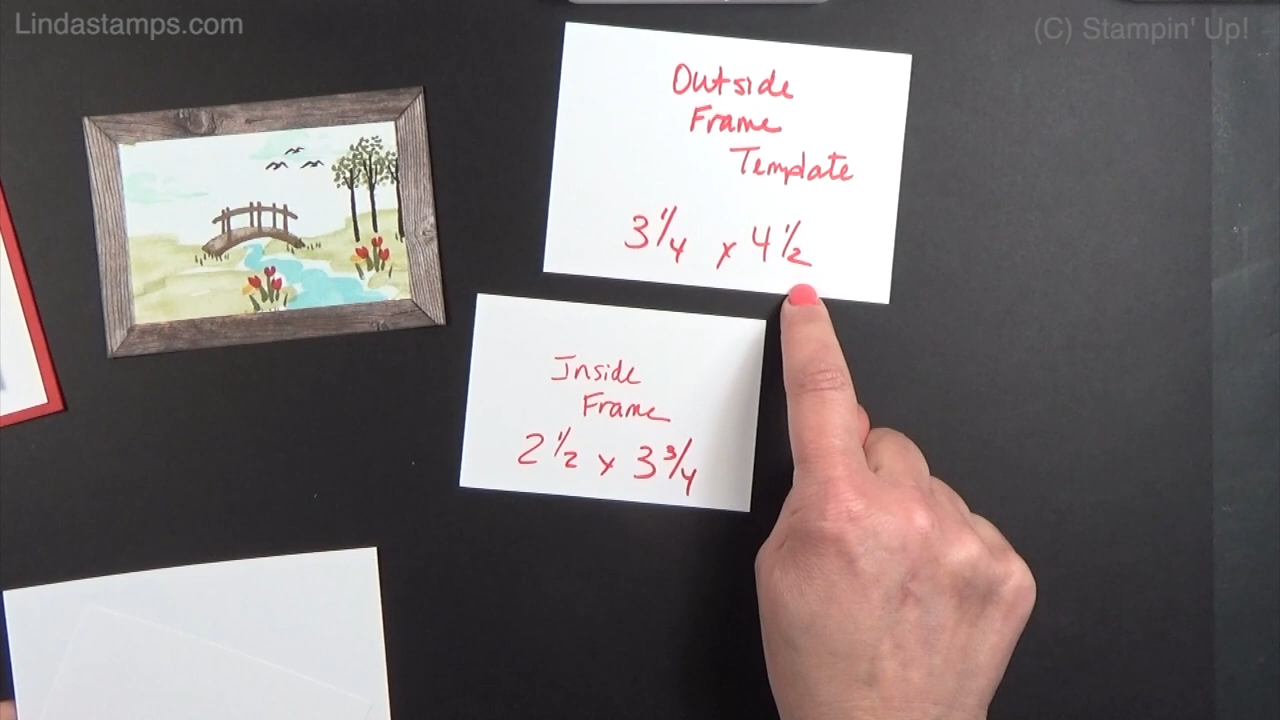 Lindastamps.com
(C) Stampin' Up!
Outside
Frame
Template
3 1/4 x 4 1/2
Inside
Frame
2 1/2 x 3 3/4